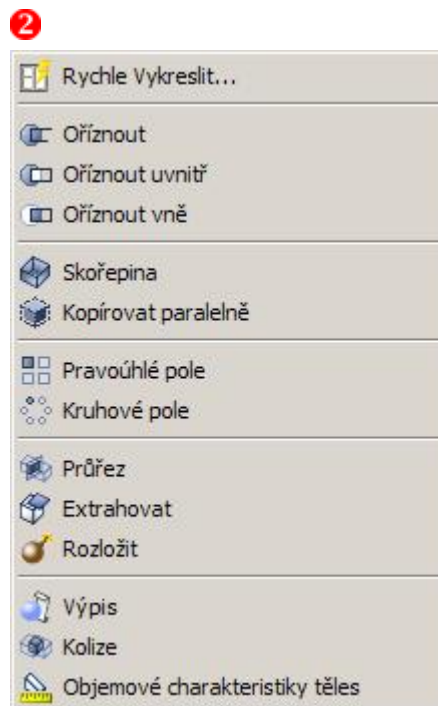 2
Rychle Vykreslit...
Oříznout
Oříznout uvnitř
Oříznout vně
Skořepina
Kopírovat paralelně
Pravoúhlé pole
Kruhové pole
Průřez
Extrahovat
Rozložit
Výpis
Kolize
Objemové charakteristiky těles